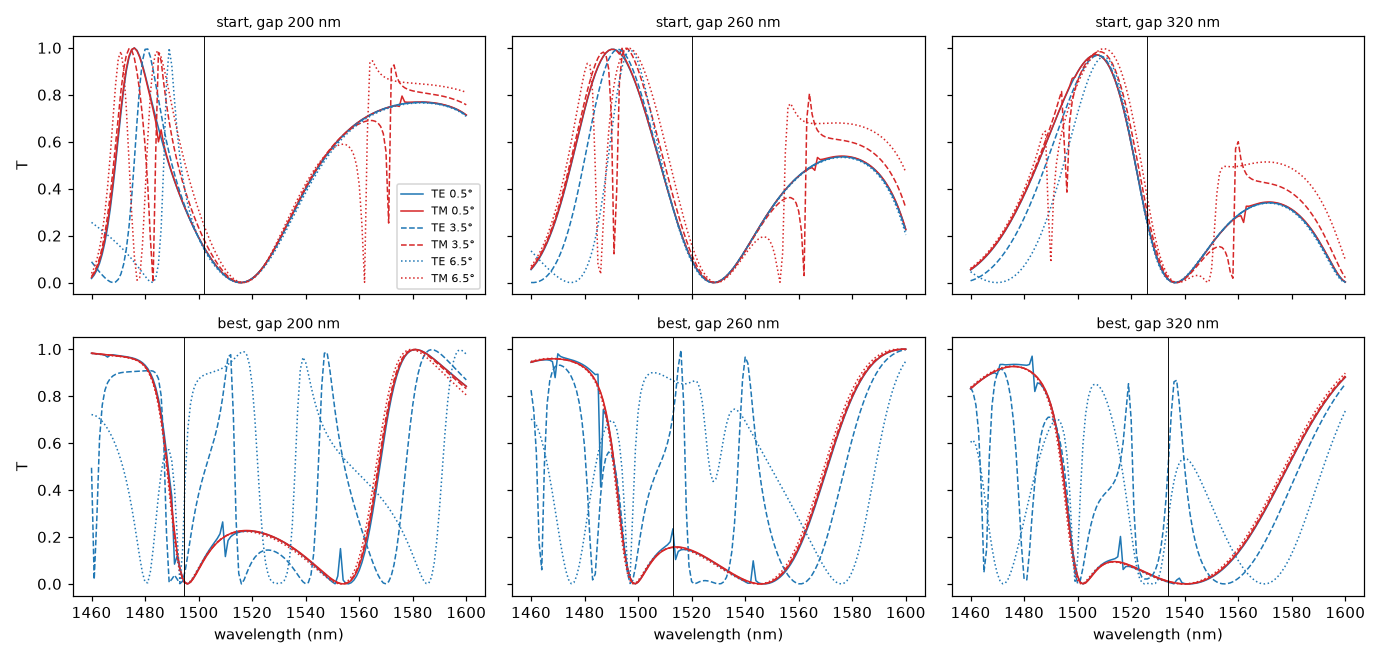 start, gap 200 nm
start, gap 260 nm
start, gap 320 nm
T
1.0
0.8
0.6
0.4
0.2
0.0
TE 0.5°
TM 0.5°
TE 3.5°
TM 3.5°
TE 6.5°
TM 6.5°
best, gap 200 nm
best, gap 260 nm
best, gap 320 nm
T
1.0
0.8
0.6
0.4
0.2
0.0
1460 1480 1500 1520 1540 1560 1580 1600
1460 1480 1500 1520 1540 1560 1580 1600
1460 1480 1500 1520 1540 1560 1580 1600
wavelength (nm)
wavelength (nm)
wavelength (nm)